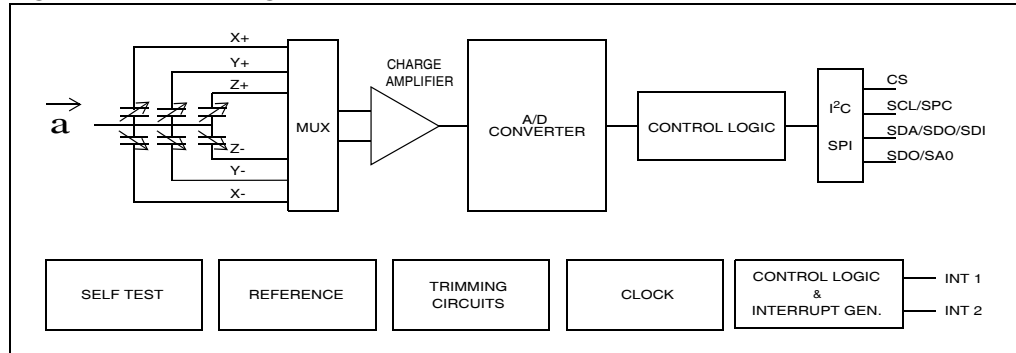 X+
Y+
Z+
a
Z-
Y-
X-
MUX
CHARGE
AMPLIFIER
A/D
CONVERTER
CONTROL LOGIC
I²C
SPI
CS
SCL/SPC
SDA/SDO/SDI
SDO/SA0
SELF TEST
REFERENCE
TRIMMING
CIRCUITS
CLOCK
CONTROL LOGIC
&
INTERRUPT GEN.
INT 1
INT 2